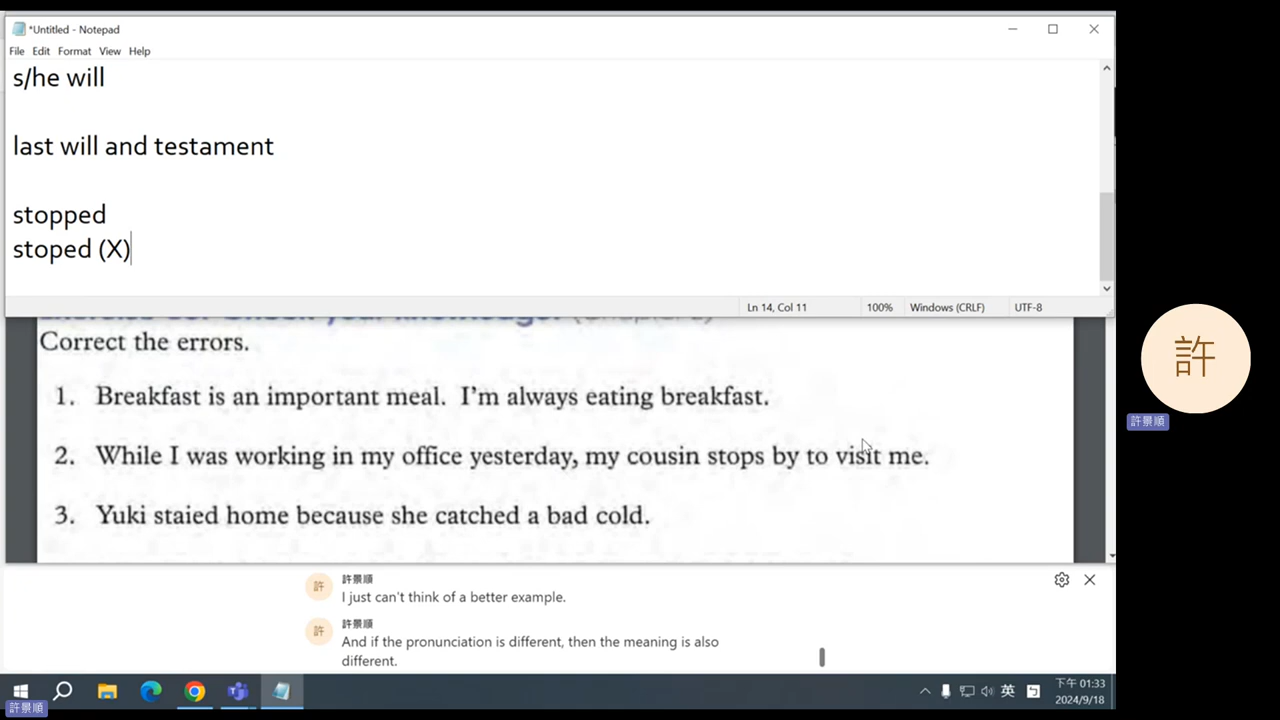 *Untitled - Notepad
File Edit Format View Help
s/he will
last will and testament
stopped
stoped (X)
Ln 14, Col 11 100% Windows (CRLF) UTF-8
Correct the errors.
1. Breakfast is an important meal. I'm always eating breakfast.
2. While I was working in my office yesterday, my cousin stops by to visit me.
3. Yuki staied home because she catched a bad cold.
許
許景順
許 許景順
I just can't think of a better example.
許 許景順
And if the pronunciation is different, then the meaning is also
different.
英 下午 01:33
2024/9/18
許景順